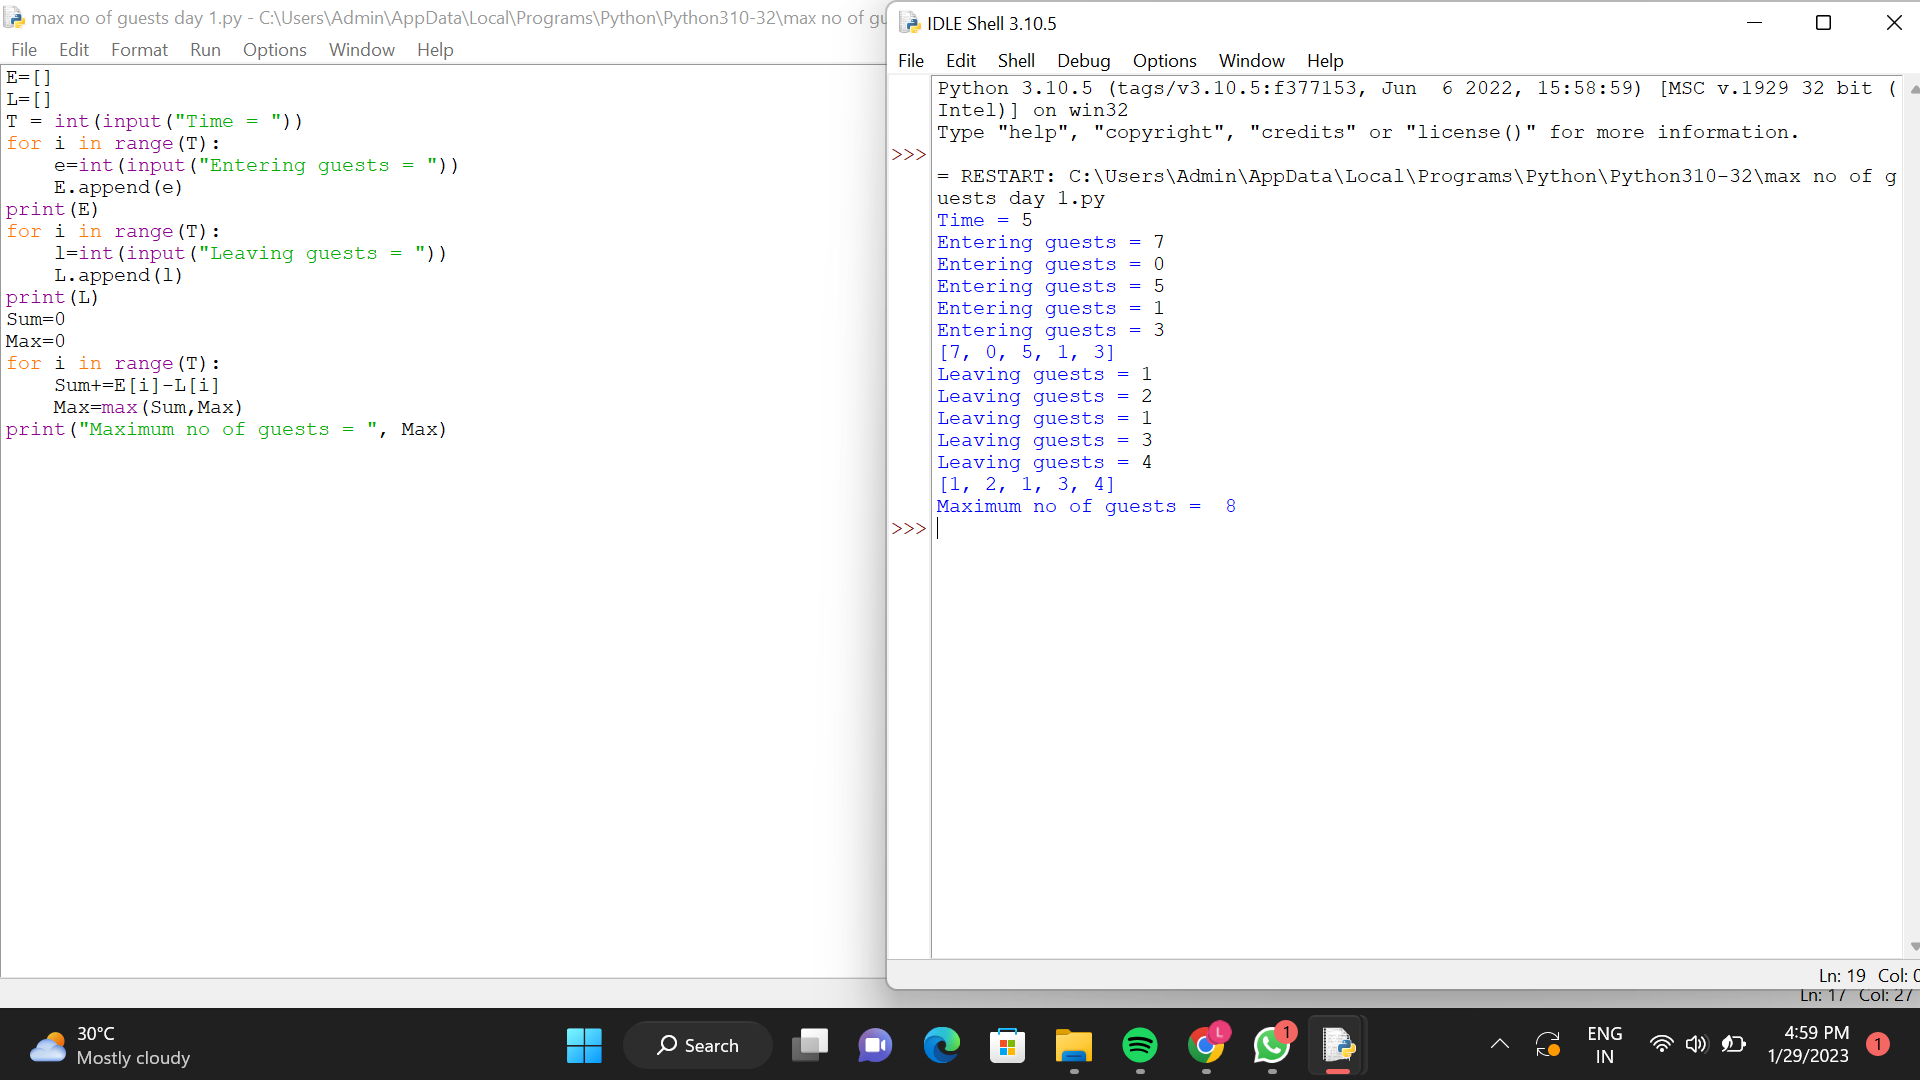 max no of guests day 1.py - C:\Users\Admin\AppData\Local\Programs\Python\Python310-32\max no of gu
File Edit Format Run Options Window Help
E=[]
L=[]
T = int(input("Time = "))
for i in range(T):
    e=int(input("Entering guests = "))
    E.append(e)
print(E)
for i in range(T):
    l=int(input("Leaving guests = "))
    L.append(l)
print(L)
Sum=0
Max=0
for i in range(T):
    Sum+=E[i]-L[i]
    Max=max(Sum,Max)
print("Maximum no of guests = ", Max)
IDLE Shell 3.10.5
File Edit Shell Debug Options Window Help
Python 3.10.5 (tags/v3.10.5:f377153, Jun  6 2022, 15:58:59) [MSC v.1929 32 bit (
Intel)] on win32
Type "help", "copyright", "credits" or "license()" for more information.
>>>
= RESTART: C:\Users\Admin\AppData\Local\Programs\Python\Python310-32\max no of g
uests day 1.py
Time = 5
Entering guests = 7
Entering guests = 0
Entering guests = 5
Entering guests = 1
Entering guests = 3
[7, 0, 5, 1, 3]
Leaving guests = 1
Leaving guests = 2
Leaving guests = 1
Leaving guests = 3
Leaving guests = 4
[1, 2, 1, 3, 4]
Maximum no of guests =  8
>>>
Ln: 19 Col: 0
Ln: 17 Col: 27
30°C
Mostly cloudy
Search
L
1
ENG
IN
4:59 PM
1/29/2023
1